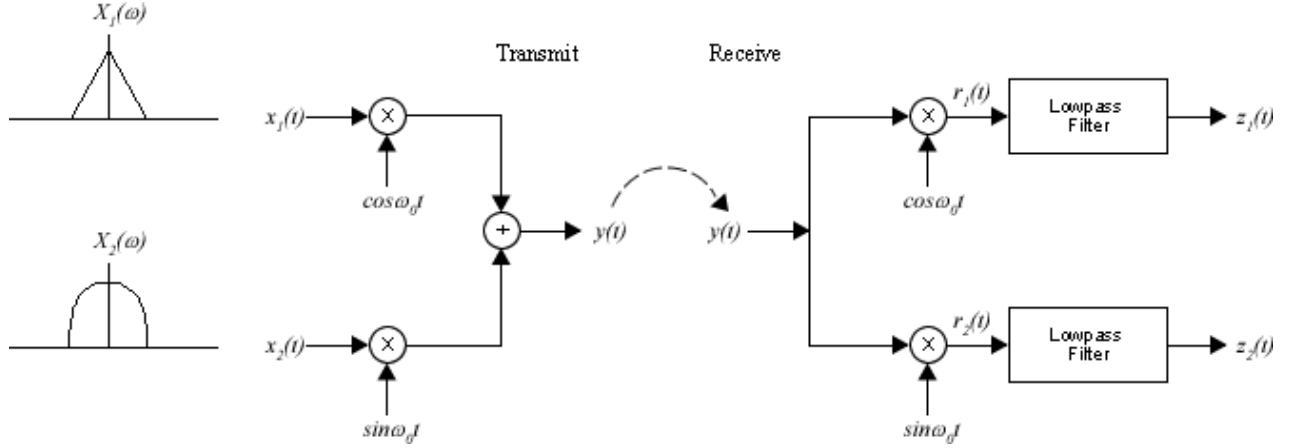 X₁(ω)
Transmit
Receive
x₁(t)
×
cosω₀t
×
r₁(t)
Lowpass
Filter
z₁(t)
cosω₀t
X₂(ω)
+
y(t)
y(t)
x₂(t)
×
sinω₀t
×
r₂(t)
Lowpass
Filter
z₂(t)
sinω₀t